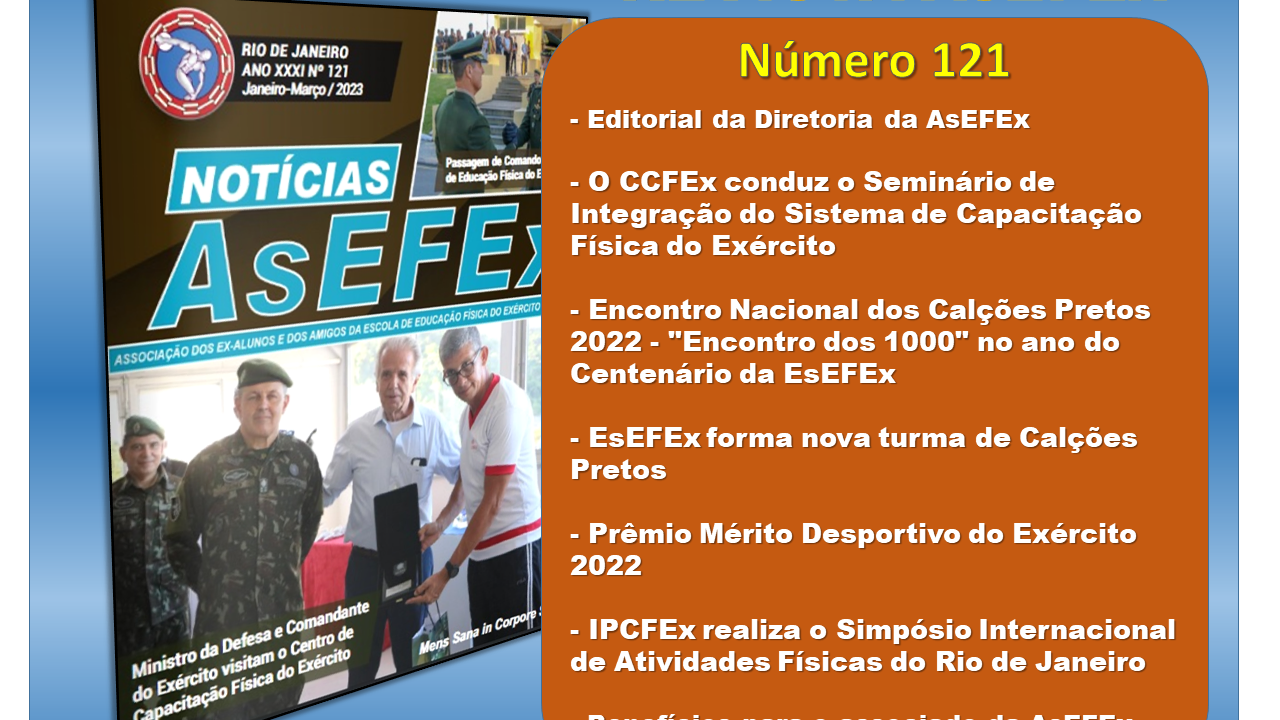 RIO DE JANEIRO
ANO XXXI Nº 121
Janeiro-Março / 2023
Passagem de Comando
de Educação Física do
NOTÍCIAS
AsEFEx
ASSOCIAÇÃO DOS EX-ALUNOS E DOS AMIGOS DA ESCOLA DE EDUCAÇÃO FÍSICA DO EXÉRCITO
Mens Sana in Corpore
Ministro da Defesa e Comandante
do Exército visitam o Centro de
Capacitação Física do Exército
Número 121
- Editorial da Diretoria da AsEFEx
- O CCFEx conduz o Seminário de
Integração do Sistema de Capacitação
Física do Exército
- Encontro Nacional dos Calções Pretos
2022 - "Encontro dos 1000" no ano do
Centenário da EsEFEx
- EsEFEx forma nova turma de Calções
Pretos
- Prêmio Mérito Desportivo do Exército
2022
- IPCFEx realiza o Simpósio Internacional
de Atividades Físicas do Rio de Janeiro
- Benefícios para o associado da AsEFEx